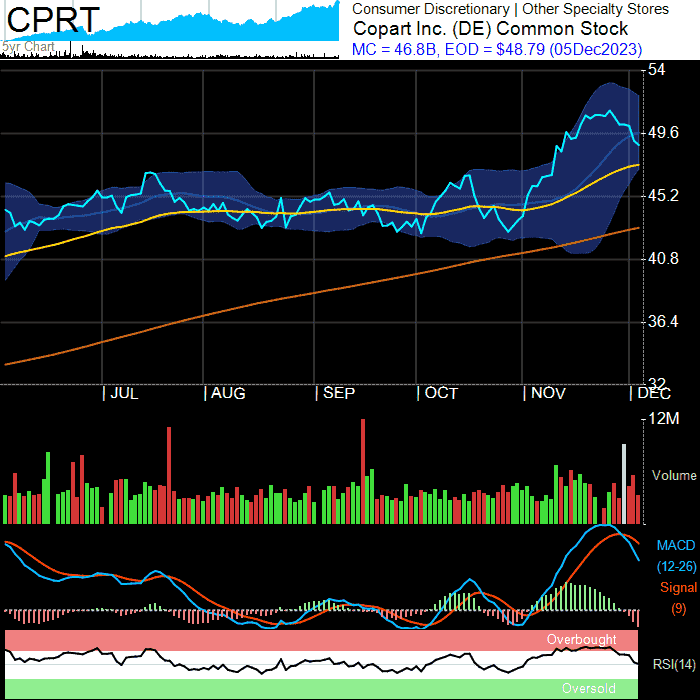 CPRT
5yr Chart
Consumer Discretionary | Other Specialty Stores
Copart Inc. (DE) Common Stock
MC = 46.8B, EOD = $48.79 (05Dec2023)
54
49.6
45.2
40.8
36.4
32
| JUL | AUG | SEP | OCT | NOV | DEC
12M
Volume
MACD
(12-26)
Signal
(9)
Overbought
RSI(14)
Oversold